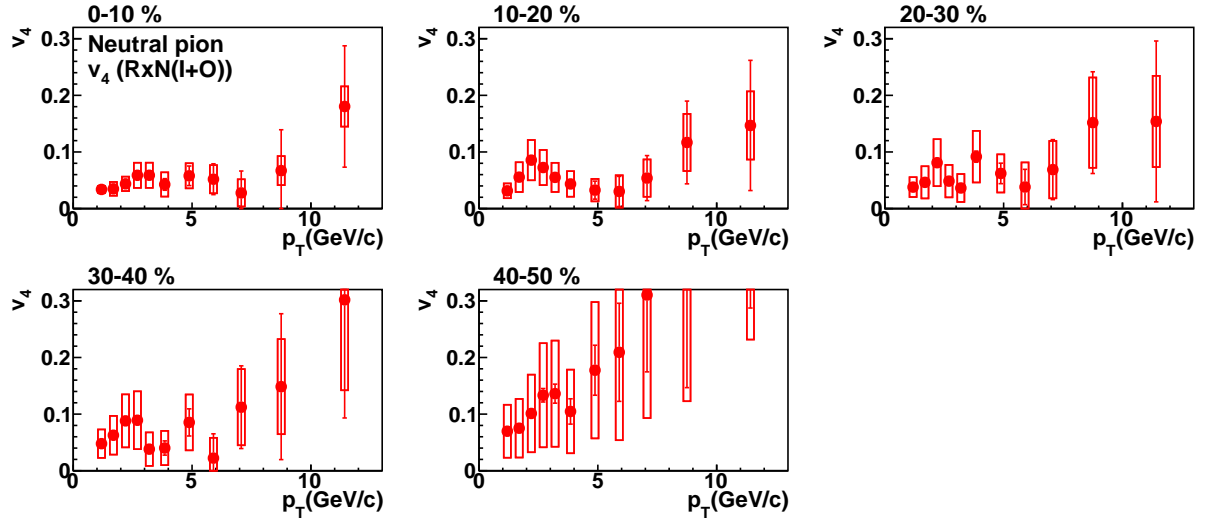 0-10 %
v4
0.3
0.2
0.1
0
Neutral pion
v4 (RxN(I+O))
0 5 10
pT(GeV/c)
10-20 %
v4
0.3
0.2
0.1
0
0 5 10
pT(GeV/c)
20-30 %
v4
0.3
0.2
0.1
0
0 5 10
pT(GeV/c)
30-40 %
v4
0.3
0.2
0.1
0
0 5 10
pT(GeV/c)
40-50 %
v4
0.3
0.2
0.1
0
0 5 10
pT(GeV/c)